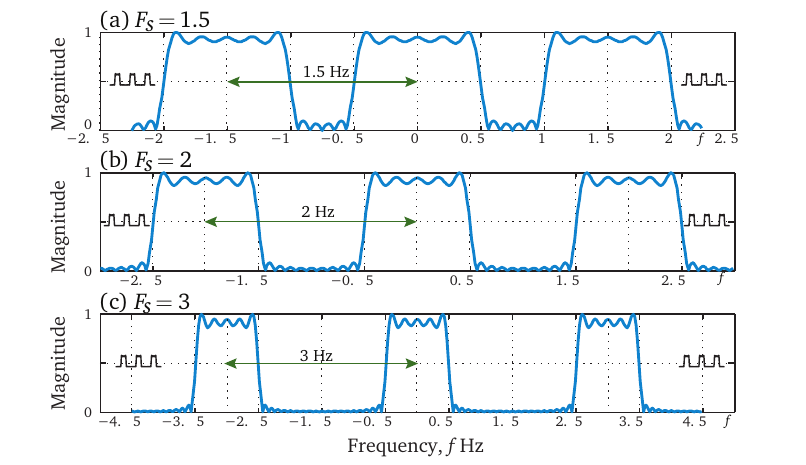 (a) Fs = 1.5
Magnitude
1
0
1.5 Hz
−2. 5 −2 −1. 5 −1 −0. 5 0 0. 5 1 1. 5 2 f 2. 5
(b) Fs = 2
Magnitude
1
0
2 Hz
−2. 5 −1. 5 −0. 5 0. 5 1. 5 2. 5 f
(c) Fs = 3
Magnitude
1
0
3 Hz
−4. 5 −3. 5 −2. 5 −1. 5 −0. 5 0. 5 1. 5 2. 5 3. 5 4. 5 f
Frequency, f Hz